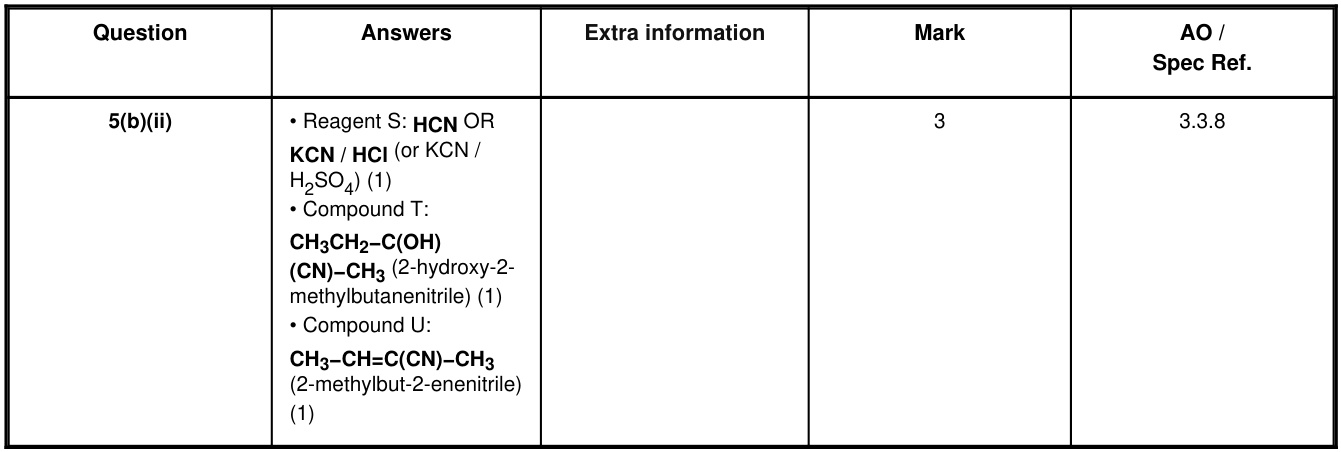 Question
Answers
Extra information
Mark
AO /
Spec Ref.
5(b)(ii)
• Reagent S: HCN OR
KCN / HCl (or KCN /
H₂SO₄) (1)
• Compound T:
CH₃CH₂–C(OH)
(CN)–CH₃ (2-hydroxy-2-
methylbutanenitrile) (1)
• Compound U:
CH₃–CH=C(CN)–CH₃
(2-methylbut-2-enenitrile)
(1)
3
3.3.8